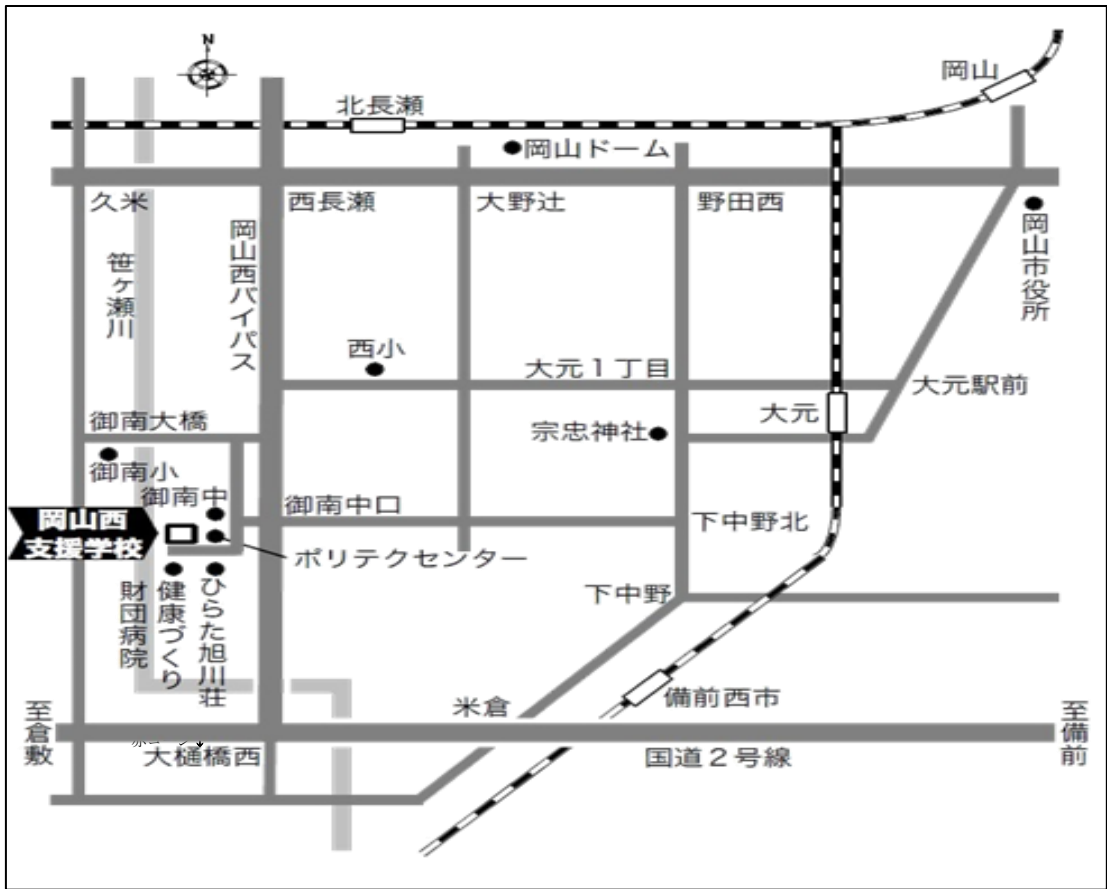 N
岡山
北長瀬
岡山ドーム
久米
西長瀬
大野辻
野田西
岡山市役所
岡山西バイパス
笹ヶ瀬川
西小
大元1丁目
大元駅前
御南大橋
大元
宗忠神社
御南小
御南中
御南中口
下中野北
岡山西
支援学校
ポリテクセンター
下中野
健康づくり
財団病院
ひらた旭川荘
備前西市
米倉
至倉敷
至備前
大樋橋西
国道2号線